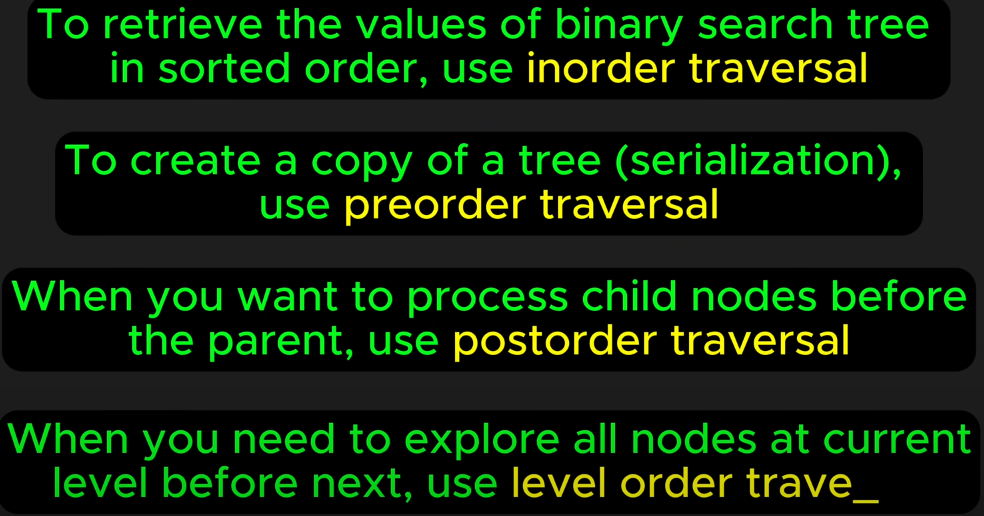 To retrieve the values of binary search tree
in sorted order, use inorder traversal
To create a copy of a tree (serialization),
use preorder traversal
When you want to process child nodes before
the parent, use postorder traversal
When you need to explore all nodes at current
level before next, use level order trave_